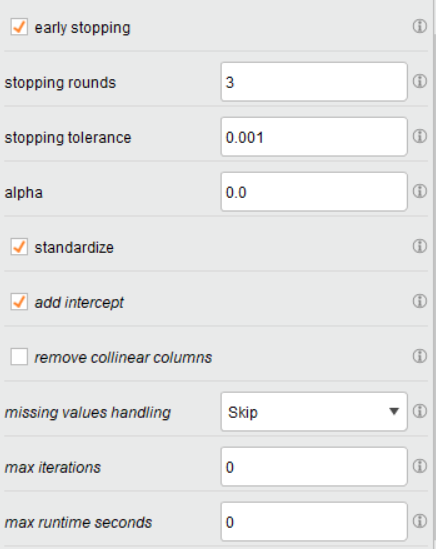 early stopping
stopping rounds 3
stopping tolerance 0.001
alpha 0.0
standardize
add intercept
remove collinear columns
missing values handling Skip
max iterations 0
max runtime seconds 0